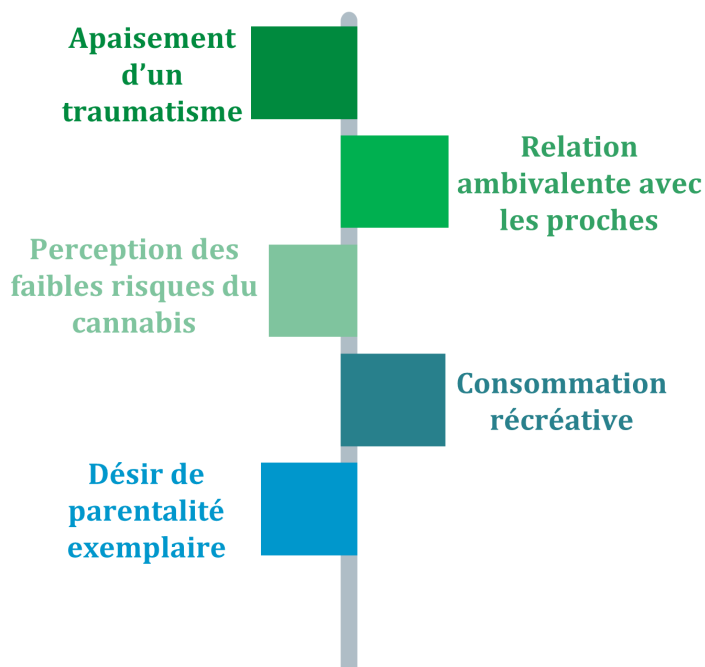 Apaisement
d’un
traumatisme
Relation
ambivalente avec
les proches
Perception des
faibles risques du
cannabis
Consommation
récréative
Désir de
parentalité
exemplaire